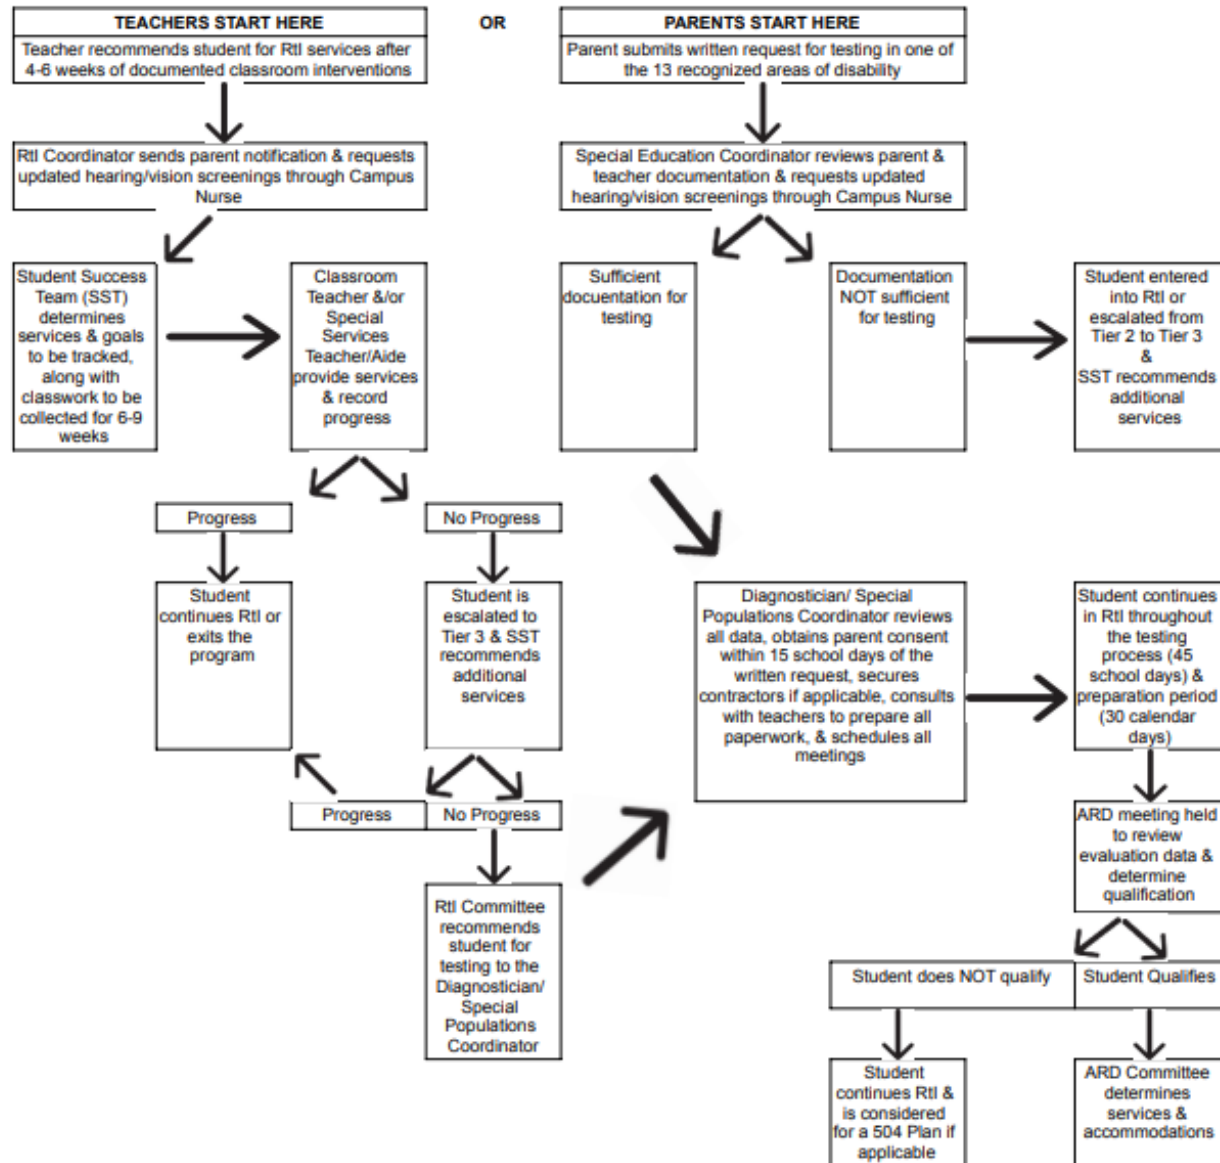 TEACHERS START HERE
OR
PARENTS START HERE
Teacher recommends student for RtI services after
4-6 weeks of documented classroom interventions
Parent submits written request for testing in one of
the 13 recognized areas of disability
RtI Coordinator sends parent notification & requests
updated hearing/vision screenings through Campus
Nurse
Special Education Coordinator reviews parent &
teacher documentation & requests updated
hearing/vision screenings through Campus Nurse
Student Success
Team (SST)
determines
services & goals
to be tracked,
along with
classwork to be
collected for 6-9
weeks
Classroom
Teacher &/or
Special
Services
Teacher/Aide
provide services
& record
progress
Sufficient
docuentation for
testing
Documentation
NOT sufficient
for testing
Student entered
into RtI or
escalated from
Tier 2 to Tier 3
&
SST recommends
additional
services
Progress
No Progress
Student
continues RtI or
exits the
program
Student is
escalated to
Tier 3 & SST
recommends
additional
services
Diagnostician/ Special
Populations Coordinator reviews
all data, obtains parent consent
within 15 school days of the
written request, secures
contractors if applicable, consults
with teachers to prepare all
paperwork, & schedules all
meetings
Student continues
in RtI throughout
the testing
process (45
school days) &
preparation period
(30 calendar
days)
Progress
No Progress
ARD meeting held
to review
evaluation data &
determine
qualification
RtI Committee
recommends
student for
testing to the
Diagnostician/
Special
Populations
Coordinator
Student does NOT qualify
Student Qualifies
Student
continues RtI &
is considered
for a 504 Plan if
applicable
ARD Committee
determines
services &
accommodations